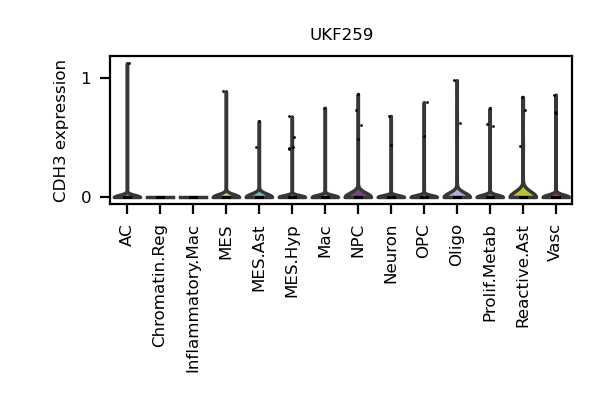 UKF259
CDH3 expression
1
0
AC
Chromatin.Reg
Inflammatory.Mac
MES
MES.Ast
MES.Hyp
Mac
NPC
Neuron
OPC
Oligo
Prolif.Metab
Reactive.Ast
Vasc